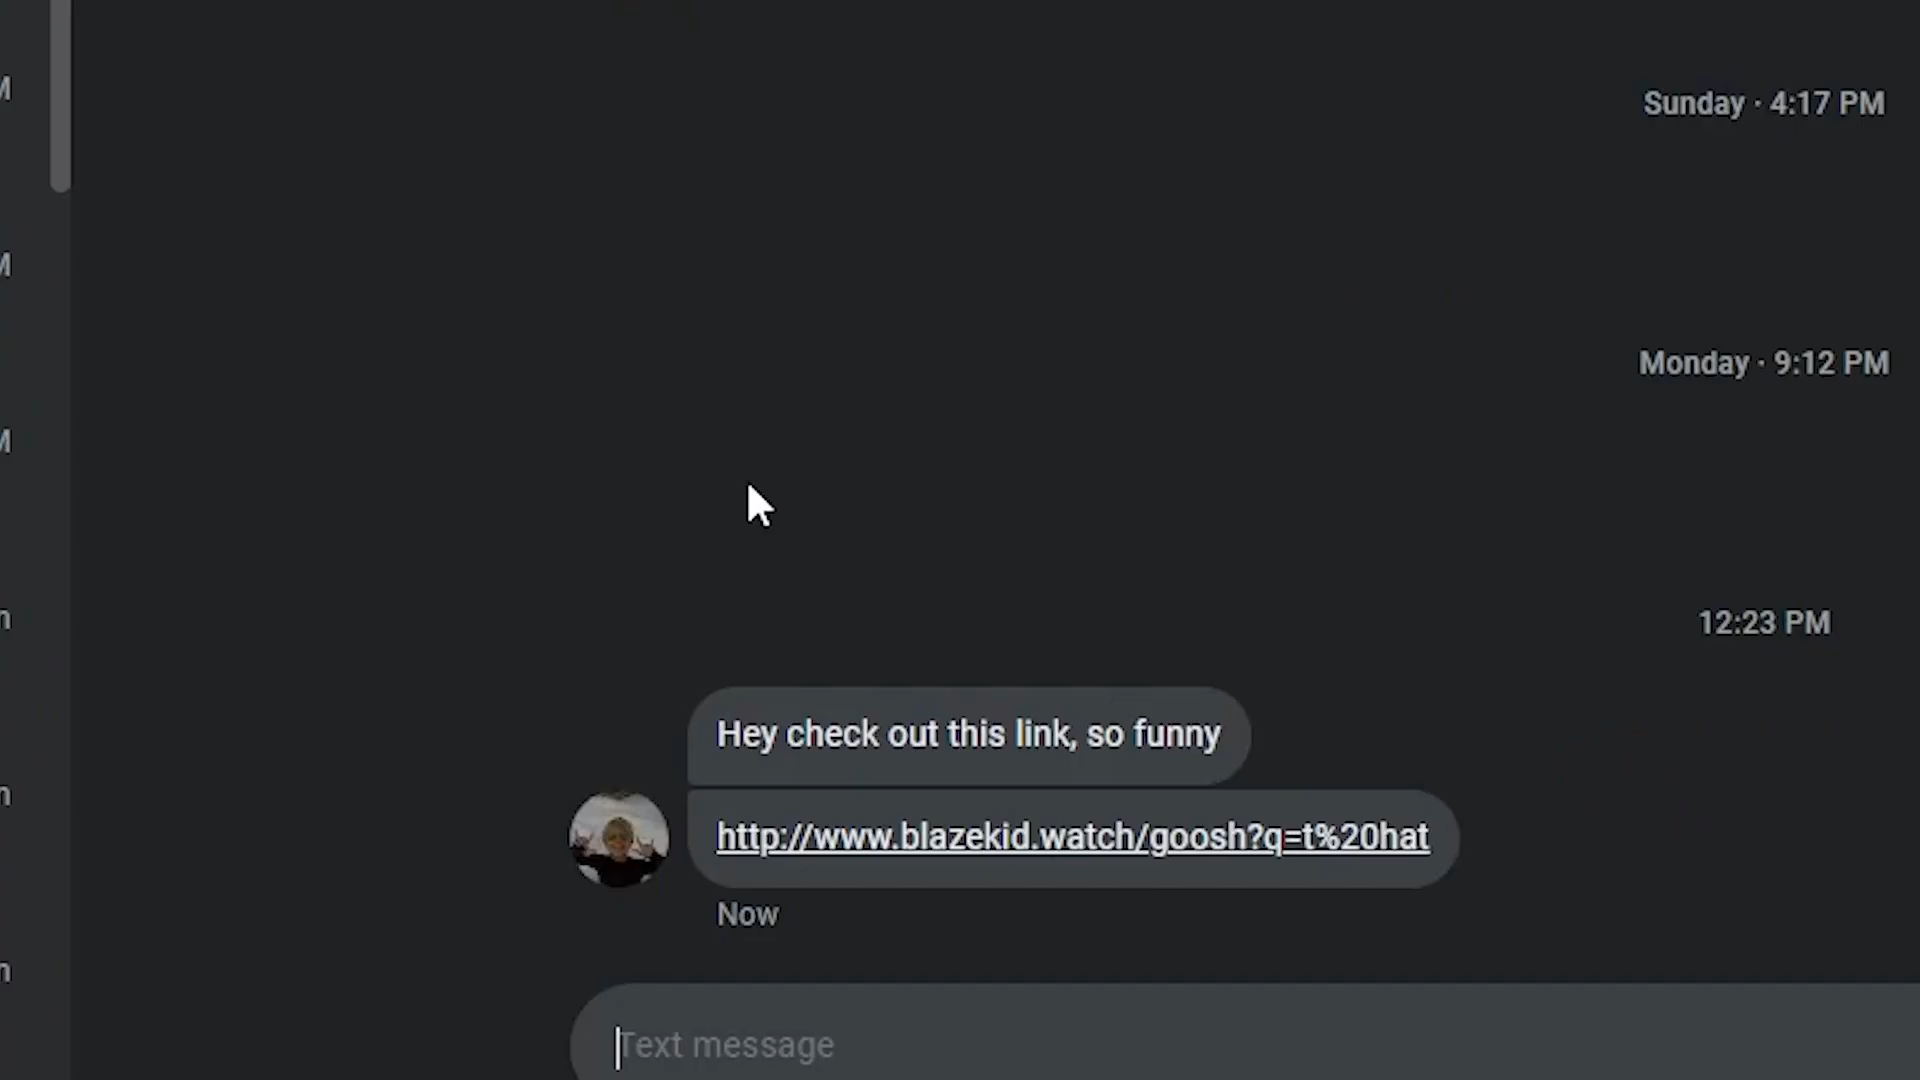 M
Sunday · 4:17 PM
M
Monday · 9:12 PM
M
m
12:23 PM
Hey check out this link, so funny
m
http://www.blazekid.watch/goosh?q=t%20hat
Now
m
Text message